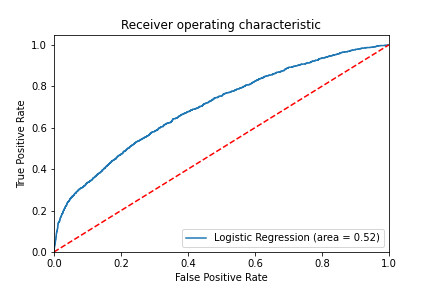 Receiver operating characteristic
1.0
0.8
0.6
0.4
0.2
0.0
True Positive Rate
Logistic Regression (area = 0.52)
0.0 0.2 0.4 0.6 0.8 1.0
False Positive Rate